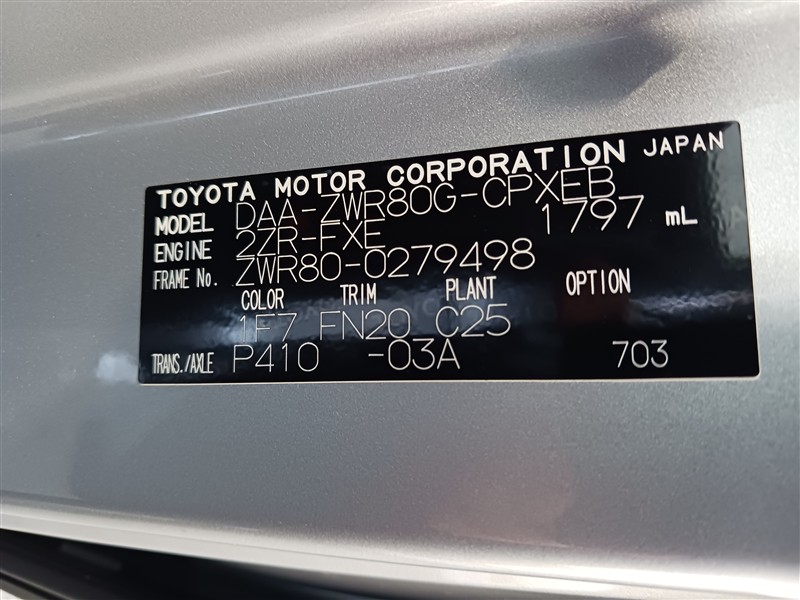 TOYOTA MOTOR CORPORATION JAPAN
MODEL DAA-ZWR80G-CPXEB
ENGINE 2ZR-FXE 1797 mL
FRAME No. ZWR80-0279498
COLOR TRIM PLANT OPTION
1F7 FN20 C25
TRANS./AXLE P410 -03A 703